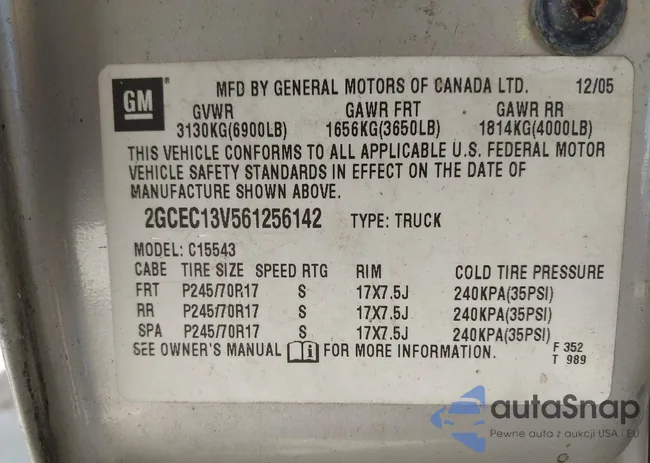 GM
MFD BY GENERAL MOTORS OF CANADA LTD. 12/05
GVWR GAWR FRT GAWR RR
3130KG(6900LB) 1656KG(3650LB) 1814KG(4000LB)
THIS VEHICLE CONFORMS TO ALL APPLICABLE U.S. FEDERAL MOTOR
VEHICLE SAFETY STANDARDS IN EFFECT ON THE DATE OF
MANUFACTURE SHOWN ABOVE.
2GCEC13V561256142 TYPE: TRUCK
MODEL: C15543
CABE TIRE SIZE SPEED RTG RIM COLD TIRE PRESSURE
FRT P245/70R17 S 17X7.5J 240KPA(35PSI)
RR P245/70R17 S 17X7.5J 240KPA(35PSI)
SPA P245/70R17 S 17X7.5J 240KPA(35PSI)
SEE OWNER'S MANUAL i FOR MORE INFORMATION.
F 352
T 989
autaSnap
Pewne auta z aukcji USA i EU